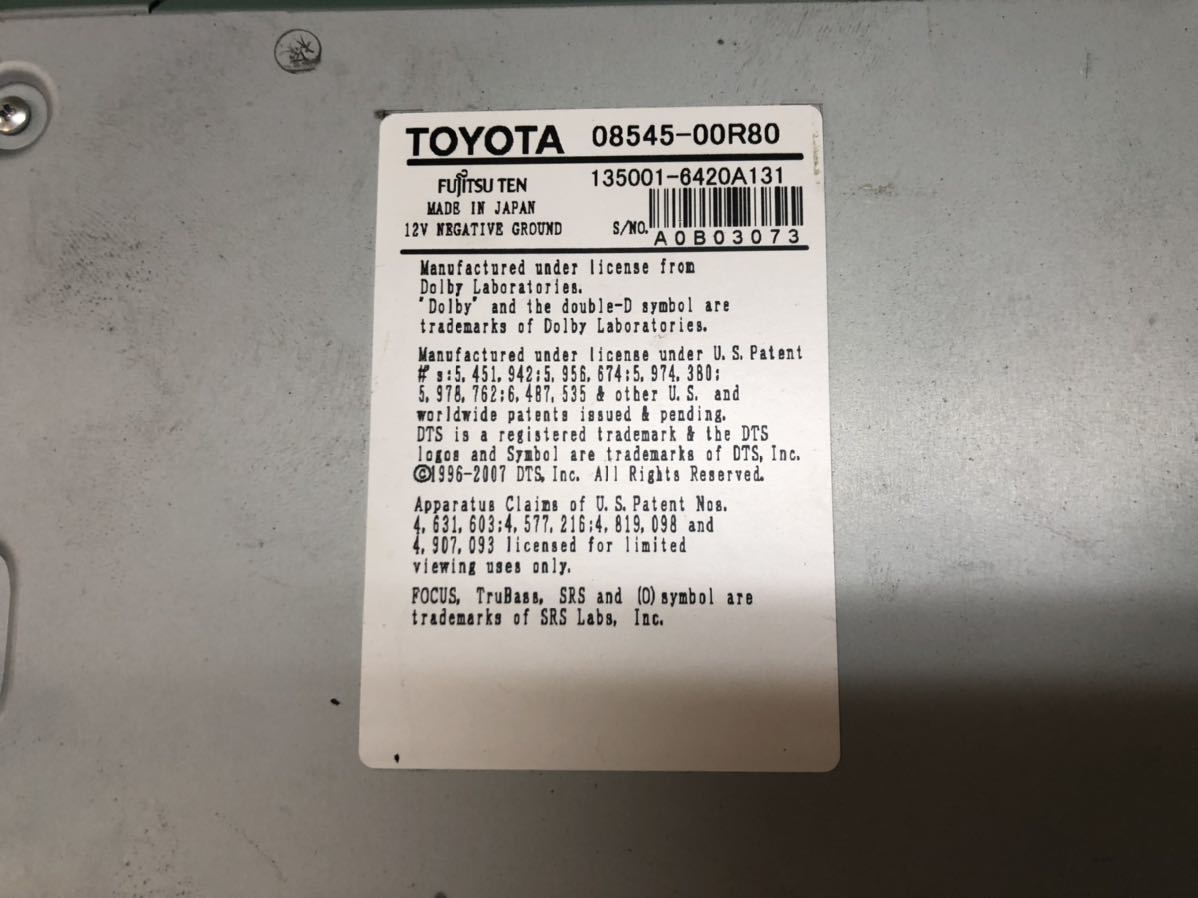 TOYOTA 08545-00R80
FUJITSU TEN 135001-6420A131
MADE IN JAPAN
12V NEGATIVE GROUND S/NO. A0B03073
Manufactured under license from
Dolby Laboratories.
"Dolby" and the double-D symbol are
trademarks of Dolby Laboratories.
Manufactured under license under U.S. Patent
#'s:5,451,942;5,956,674;5,974,380;
5,978,762;6,487,535 & other U.S. and
worldwide patents issued & pending.
DTS is a registered trademark & the DTS
logos and Symbol are trademarks of DTS, Inc.
©1996-2007 DTS, Inc. All Rights Reserved.
Apparatus Claims of U.S. Patent Nos.
4,631,603;4,577,216;4,819,098 and
4,907,093 licensed for limited
viewing uses only.
FOCUS, TruBass, SRS and (O) symbol are
trademarks of SRS Labs, Inc.